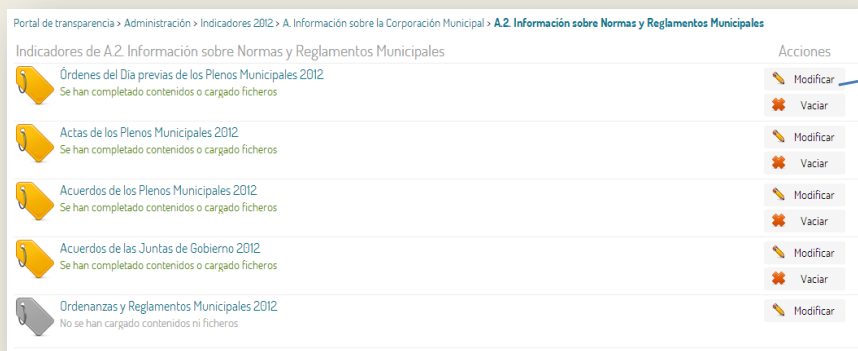 Portal de transparencia > Administración > Indicadores 2012 > A. Información sobre la Corporación Municipal > A.2. Información sobre Normas y Reglamentos Municipales
Indicadores de A.2. Información sobre Normas y Reglamentos Municipales Acciones
Órdenes del Día previas de los Plenos Municipales 2012 Modificar
Se han completado contenidos o cargado ficheros
Vaciar
Actas de los Plenos Municipales 2012 Modificar
Se han completado contenidos o cargado ficheros
Vaciar
Acuerdos de los Plenos Municipales 2012 Modificar
Se han completado contenidos o cargado ficheros
Vaciar
Acuerdos de las Juntas de Gobierno 2012 Modificar
Se han completado contenidos o cargado ficheros
Vaciar
Ordenanzas y Reglamentos Municipales 2012 Modificar
No se han cargado contenidos ni ficheros